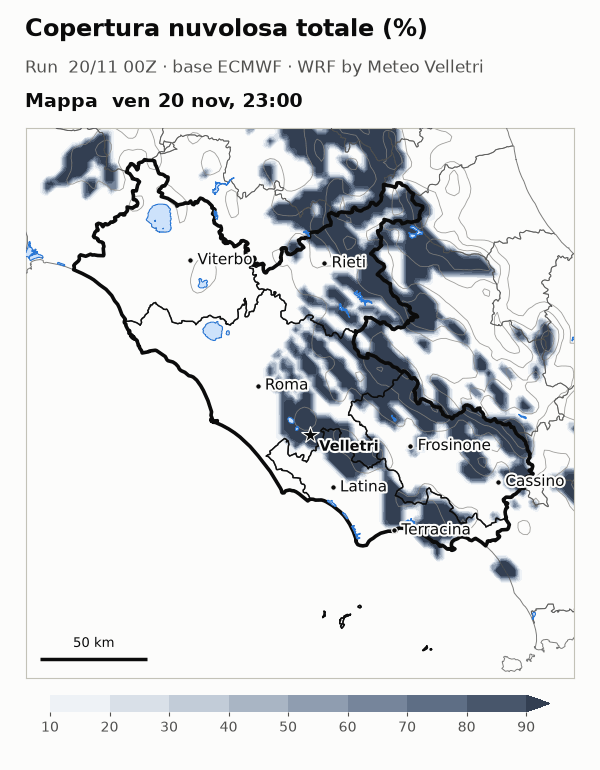 Copertura nuvolosa totale (%)
Run  20/11 00Z · base ECMWF · WRF by Meteo Velletri
Mappa  ven 20 nov, 23:00
Viterbo
Rieti
Roma
Velletri
Frosinone
Cassino
Latina
Terracina
50 km
10 20 30 40 50 60 70 80 90